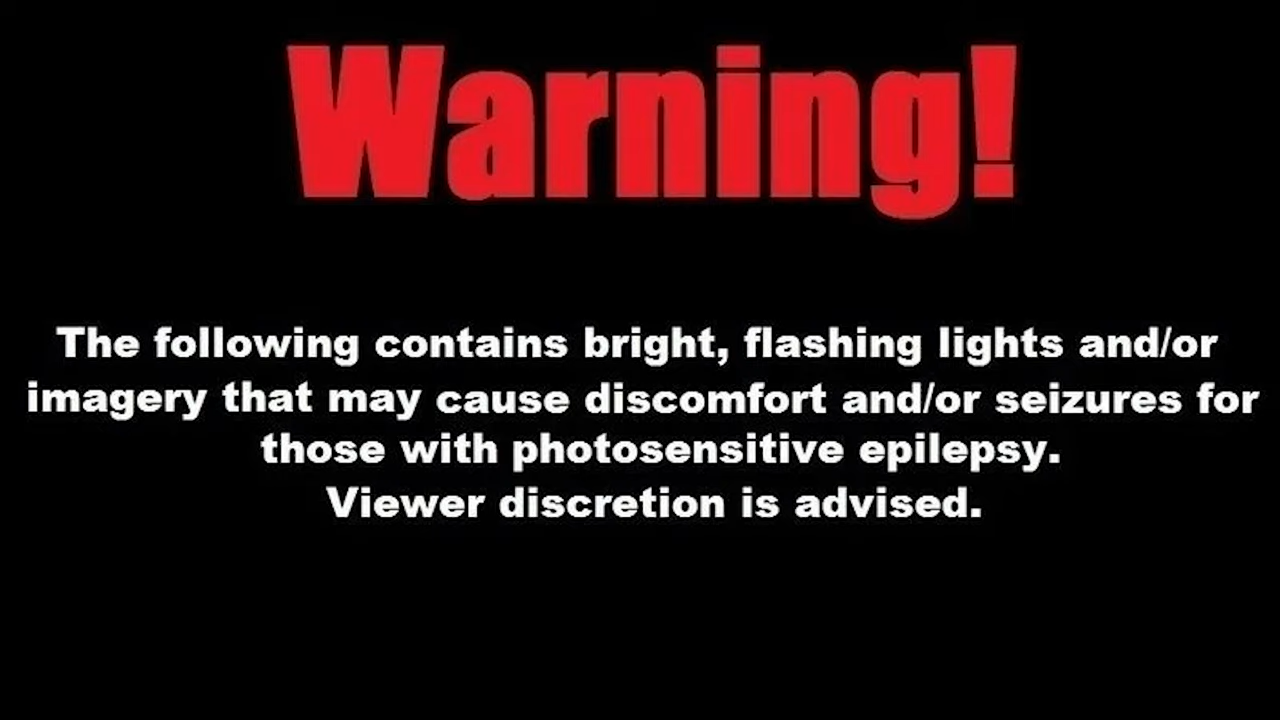 Warning!
The following contains bright, flashing lights and/or
imagery that may cause discomfort and/or seizures for
those with photosensitive epilepsy.
Viewer discretion is advised.